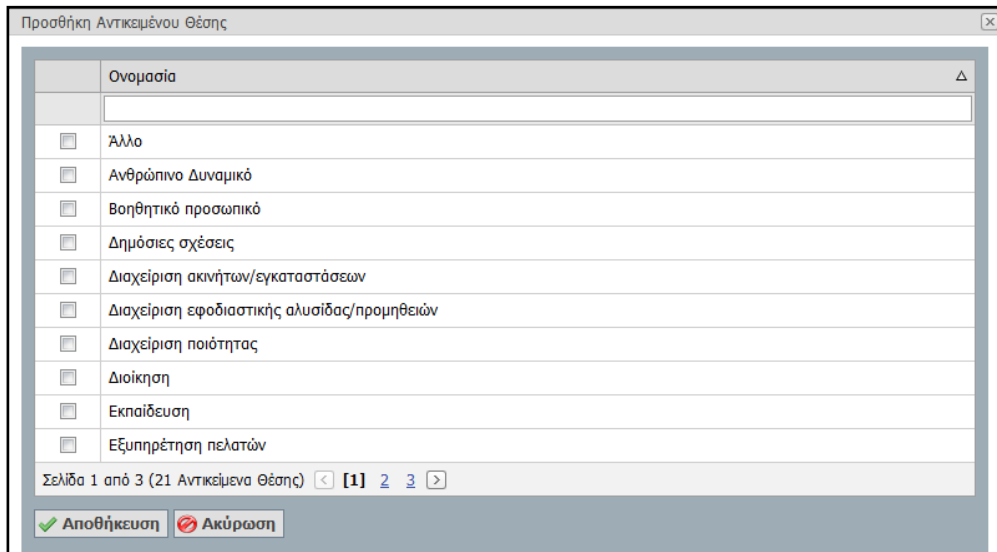 Προσθήκη Αντικειμένου Θέσης
Ονομασία
Άλλο
Ανθρώπινο Δυναμικό
Βοηθητικό προσωπικό
Δημόσιες σχέσεις
Διαχείριση ακινήτων/εγκαταστάσεων
Διαχείριση εφοδιαστικής αλυσίδας/προμηθειών
Διαχείριση ποιότητας
Διοίκηση
Εκπαίδευση
Εξυπηρέτηση πελατών
Σελίδα 1 από 3 (21 Αντικείμενα Θέσης) < [1] 2 3 >
Αποθήκευση Ακύρωση